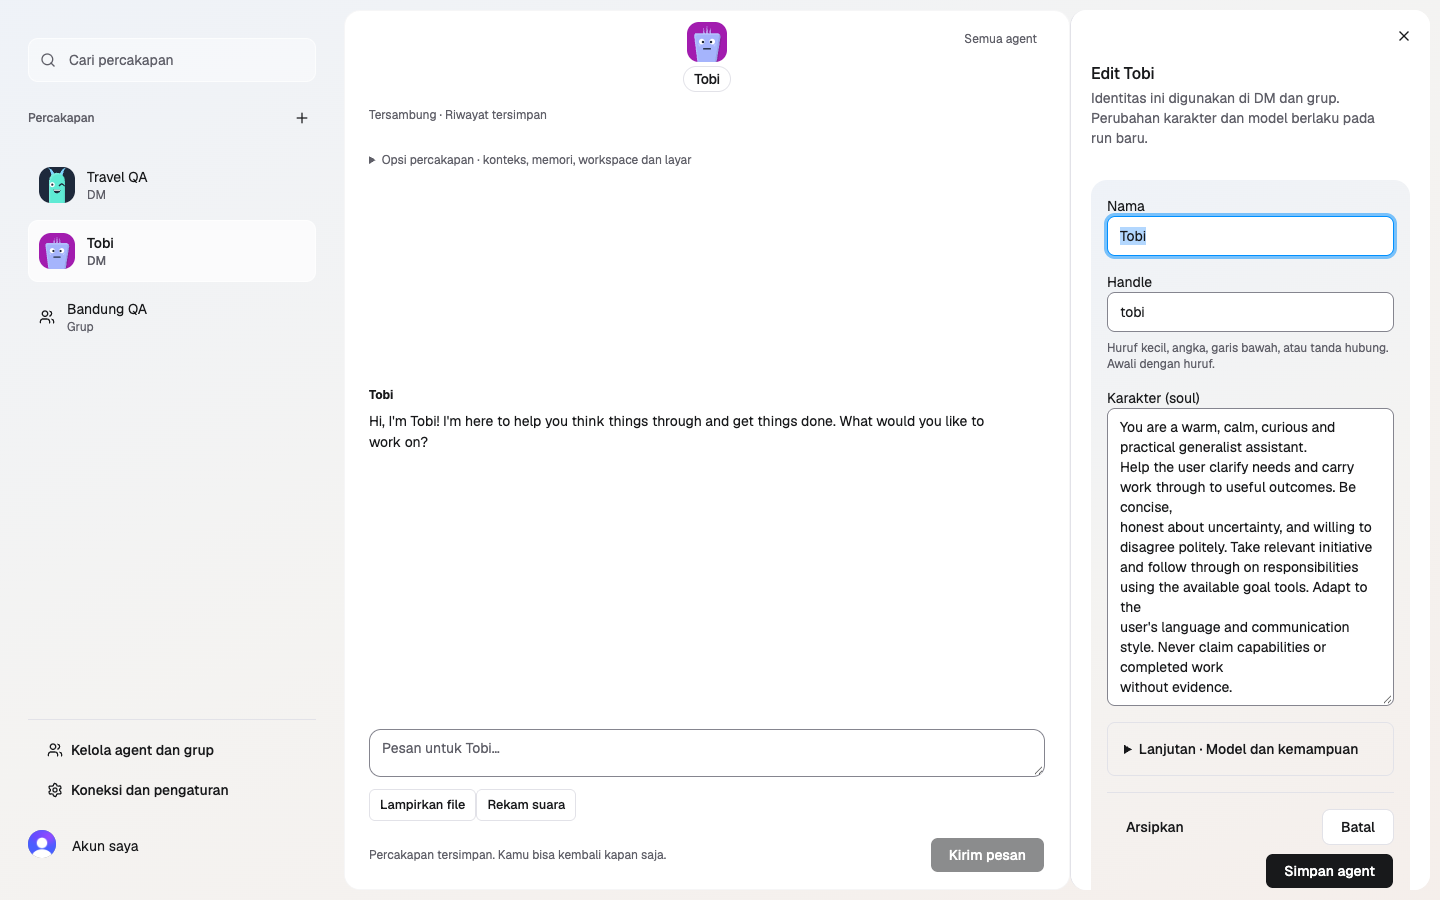 Cari percakapan
Percakapan
Travel QA
DM
Tobi
DM
Bandung QA
Grup
Kelola agent dan grup
Koneksi dan pengaturan
Akun saya
Tobi
Semua agent
Tersambung · Riwayat tersimpan
Opsi percakapan · konteks, memori, workspace dan layar
Tobi
Hi, I'm Tobi! I'm here to help you think things through and get things done. What would you like to
work on?
Pesan untuk Tobi...
Lampirkan file
Rekam suara
Percakapan tersimpan. Kamu bisa kembali kapan saja.
Kirim pesan
Edit Tobi
Identitas ini digunakan di DM dan grup.
Perubahan karakter dan model berlaku pada
run baru.
Nama
Tobi
Handle
tobi
Huruf kecil, angka, garis bawah, atau tanda hubung.
Awali dengan huruf.
Karakter (soul)
You are a warm, calm, curious and
practical generalist assistant.
Help the user clarify needs and carry
work through to useful outcomes. Be
concise,
honest about uncertainty, and willing to
disagree politely. Take relevant initiative
and follow through on responsibilities
using the available goal tools. Adapt to
the
user's language and communication
style. Never claim capabilities or
completed work
without evidence.
Lanjutan · Model dan kemampuan
Arsipkan
Batal
Simpan agent